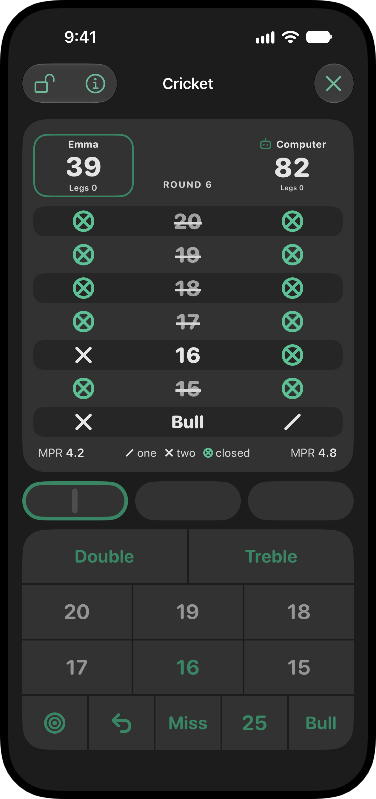 9:41
Cricket
Emma
39
Legs 0
ROUND 6
Computer
82
Legs 0
20
19
18
17
16
15
Bull
MPR 4.2
one two closed
MPR 4.8
Double Treble
20 19 18
17 16 15
Miss 25 Bull